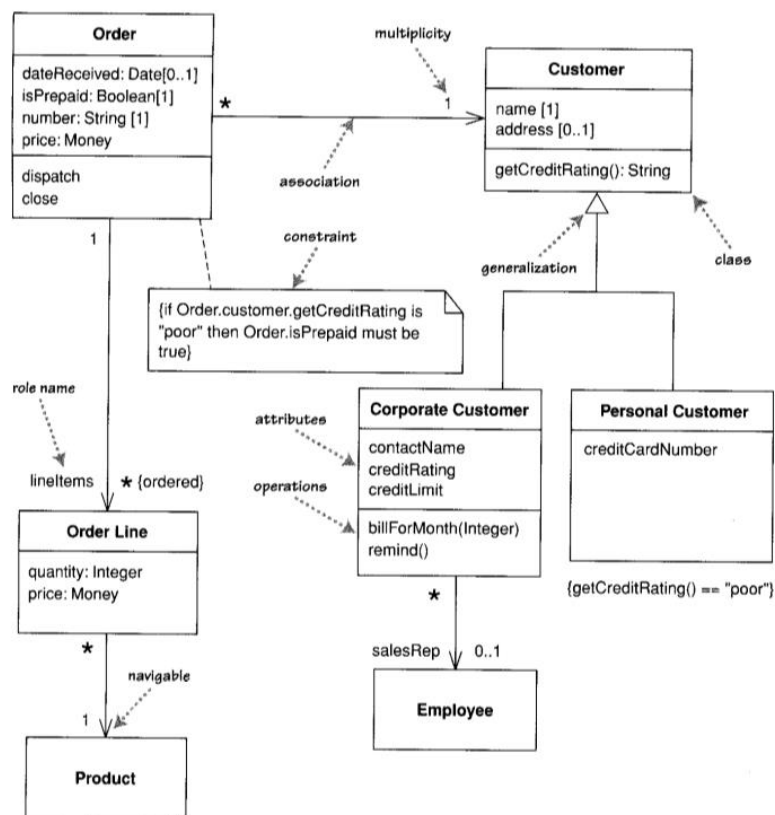 Order
dateReceived: Date[0..1]
isPrepaid: Boolean[1]
number: String [1]
price: Money
dispatch
close
multiplicity
* 1
association
Customer
name [1]
address [0..1]
getCreditRating(): String
1
constraint
generalization
class
{if Order.customer.getCreditRating is
"poor" then Order.isPrepaid must be
true}
role name
lineItems * {ordered}
attributes
operations
Corporate Customer
contactName
creditRating
creditLimit
billForMonth(Integer)
remind()
Personal Customer
creditCardNumber
{getCreditRating() == "poor"}
Order Line
quantity: Integer
price: Money
*
navigable
1
Product
*
salesRep 0..1
Employee